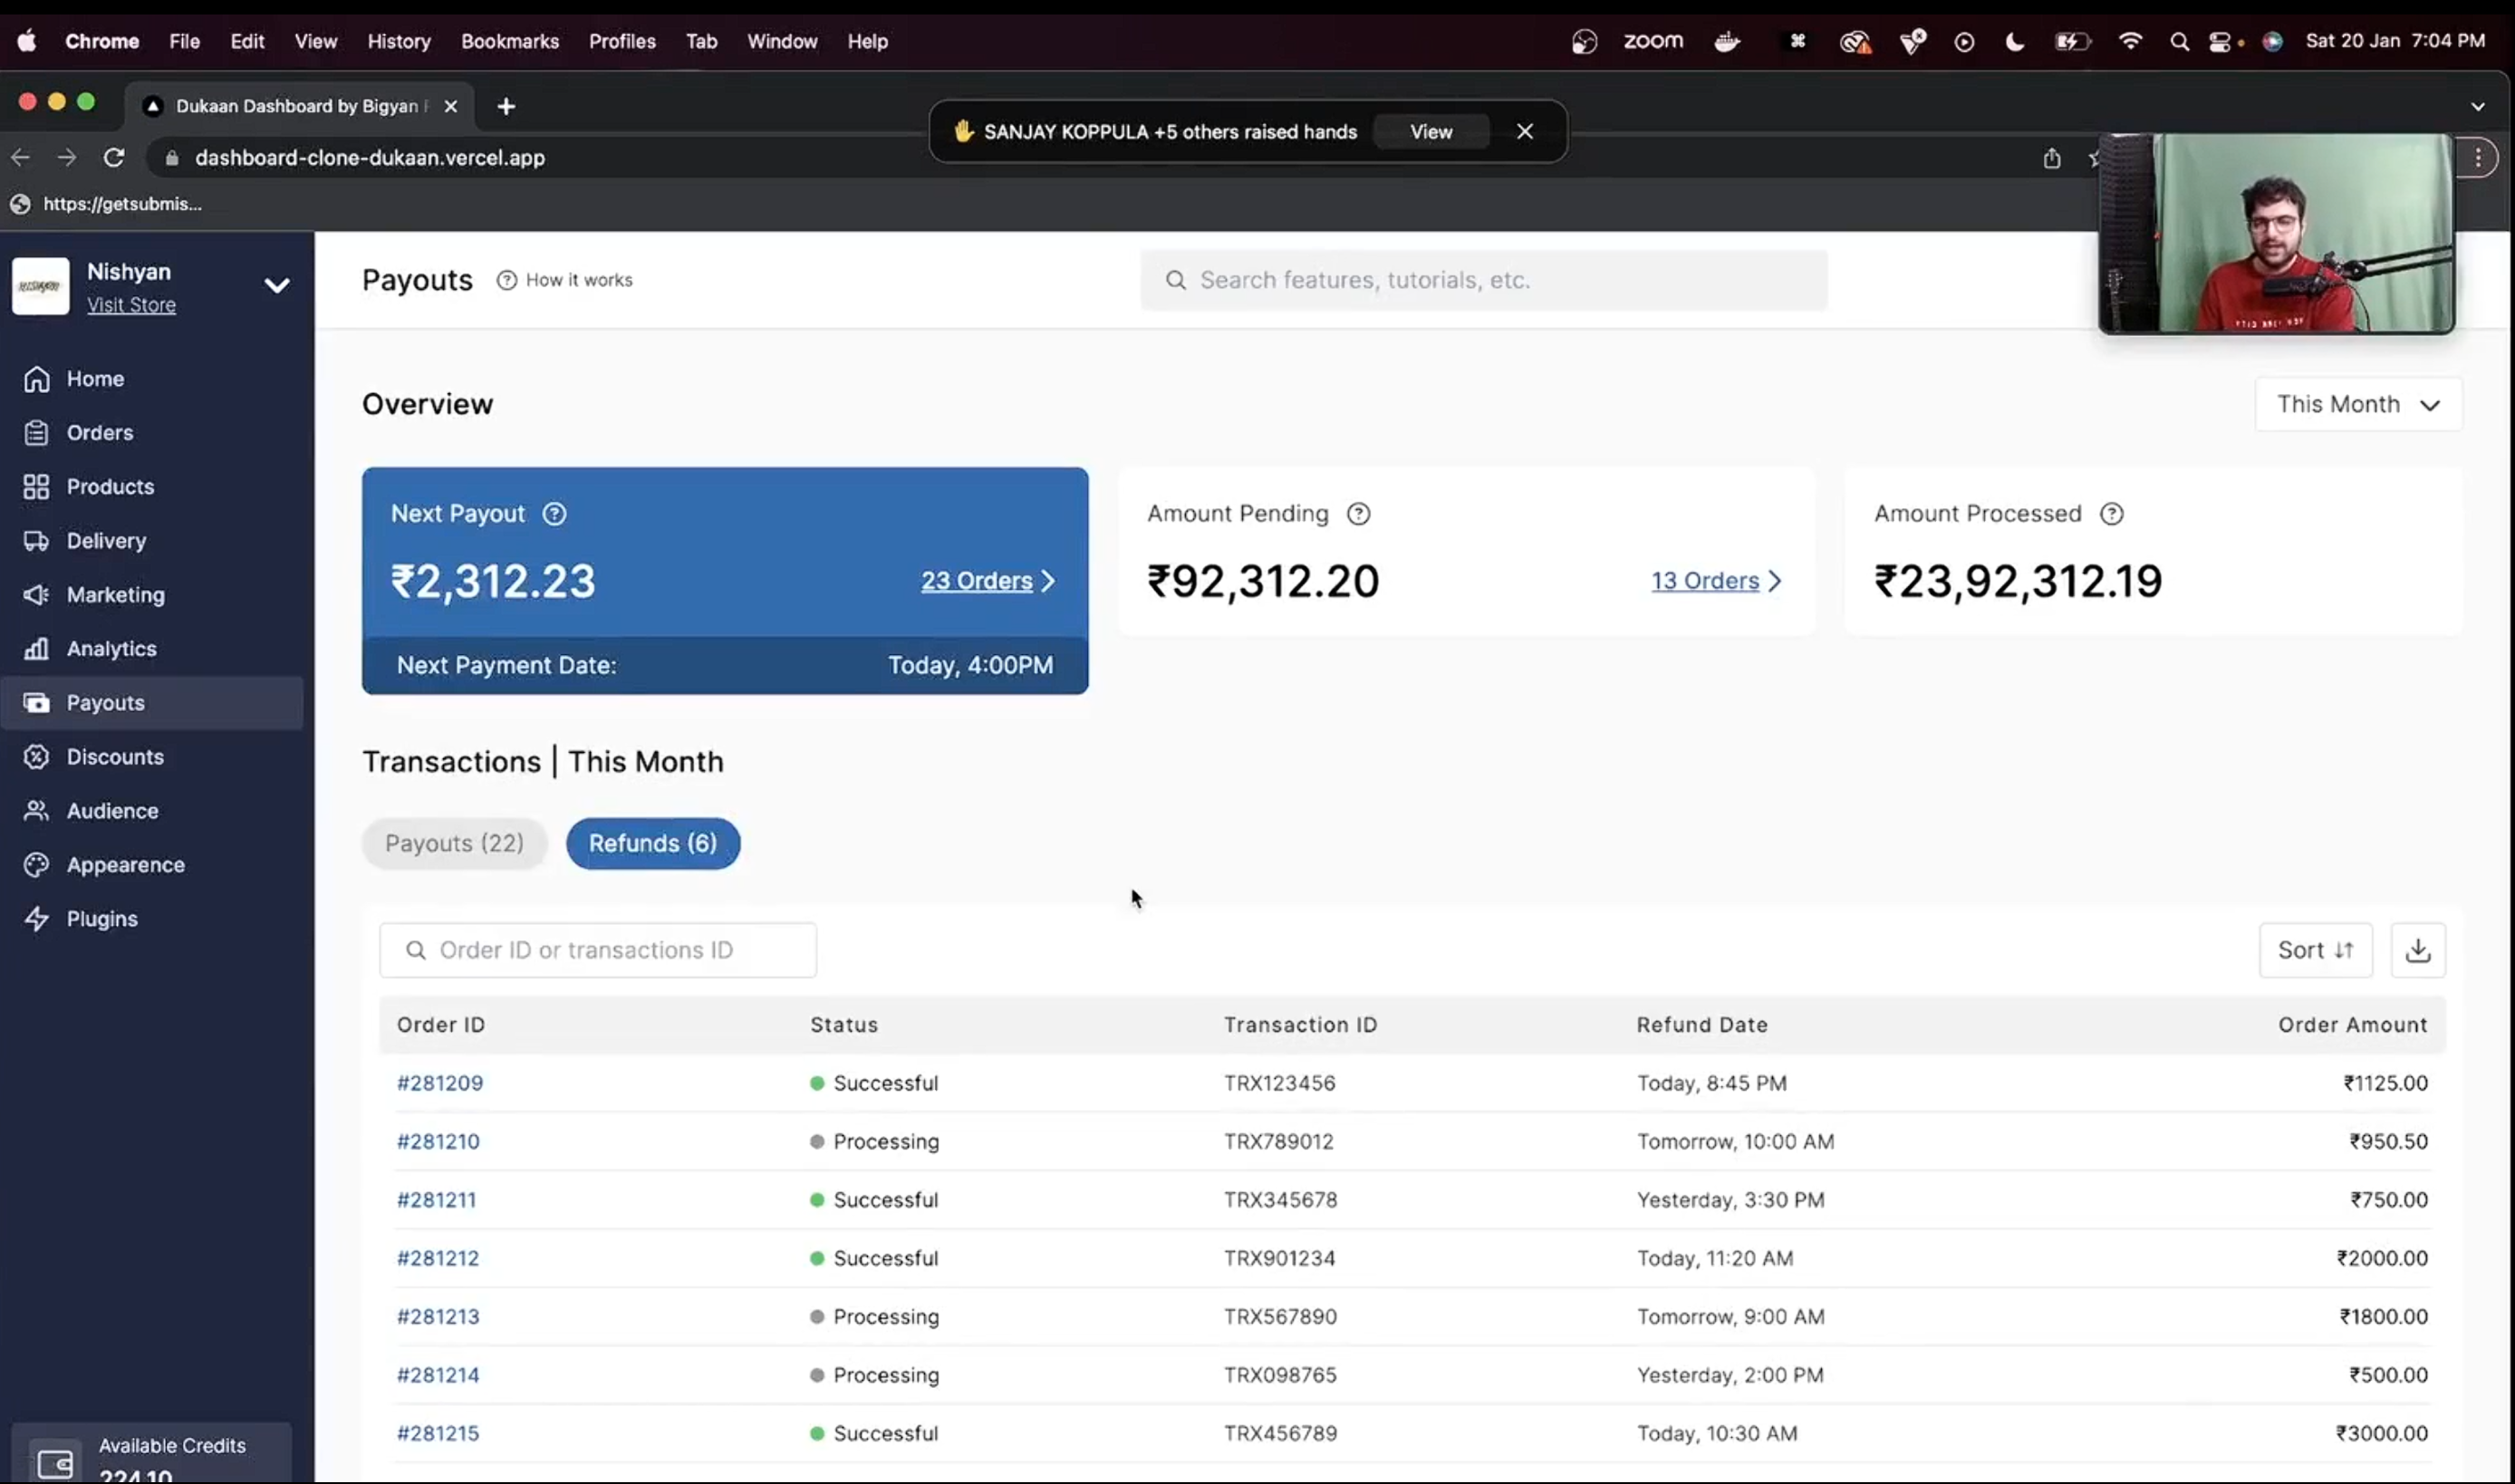 Chrome File Edit View History Bookmarks Profiles Tab Window Help zoom Sat 20 Jan 7:04 PM
Dukaan Dashboard by Bigyan
SANJAY KOPPULA +5 others raised hands View
dashboard-clone-dukaan.vercel.app
https://getsubmis...
Nishyan
Visit Store
Home
Orders
Products
Delivery
Marketing
Analytics
Payouts
Discounts
Audience
Appearence
Plugins
Available Credits
224.10
Payouts How it works
Search features, tutorials, etc.
Overview
This Month
Next Payout
₹2,312.23
23 Orders
Next Payment Date: Today, 4:00PM
Amount Pending
₹92,312.20
13 Orders
Amount Processed
₹23,92,312.19
Transactions | This Month
Payouts (22) Refunds (6)
Order ID or transactions ID
Sort
Order ID Status Transaction ID Refund Date Order Amount
#281209 Successful TRX123456 Today, 8:45 PM ₹1125.00
#281210 Processing TRX789012 Tomorrow, 10:00 AM ₹950.50
#281211 Successful TRX345678 Yesterday, 3:30 PM ₹750.00
#281212 Successful TRX901234 Today, 11:20 AM ₹2000.00
#281213 Processing TRX567890 Tomorrow, 9:00 AM ₹1800.00
#281214 Processing TRX098765 Yesterday, 2:00 PM ₹500.00
#281215 Successful TRX456789 Today, 10:30 AM ₹3000.00